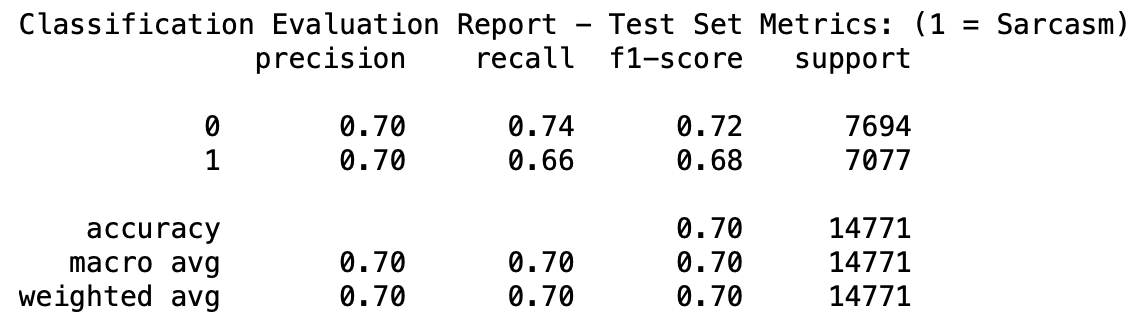 Classification Evaluation Report - Test Set Metrics: (1 = Sarcasm)
precision recall f1-score support
0 0.70 0.74 0.72 7694
1 0.70 0.66 0.68 7077
accuracy 0.70 14771
macro avg 0.70 0.70 0.70 14771
weighted avg 0.70 0.70 0.70 14771